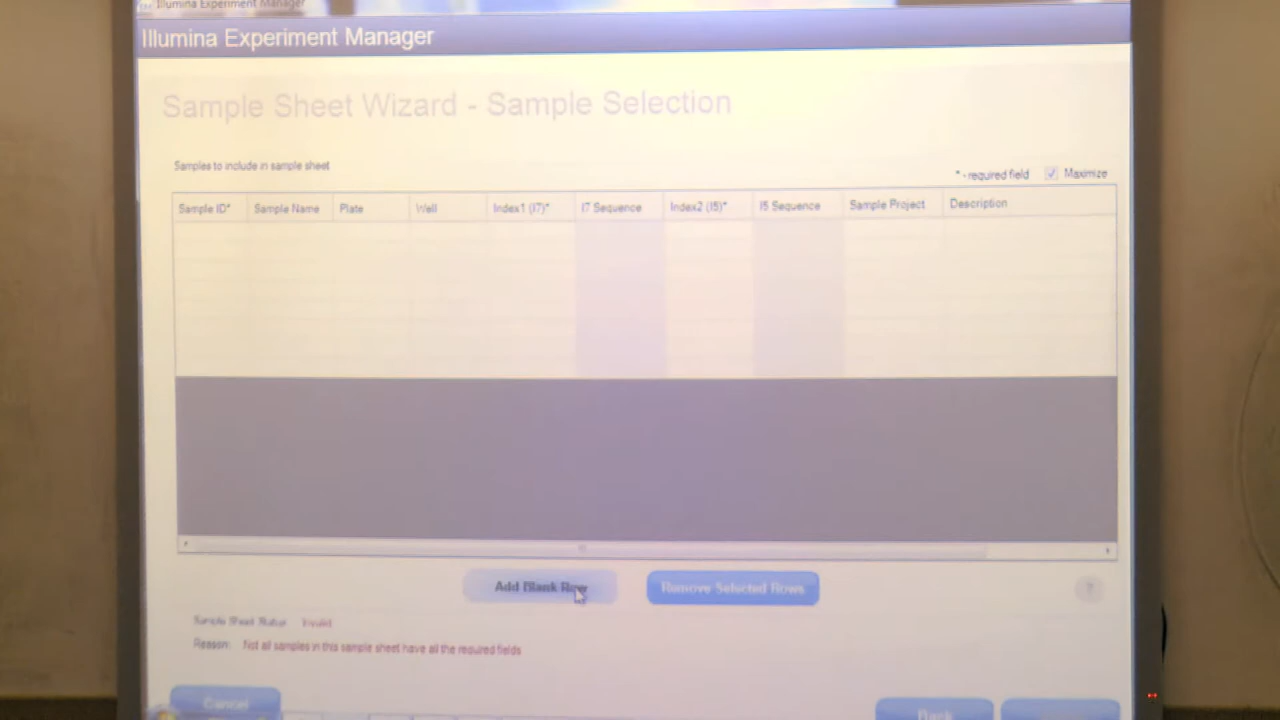 Illumina Experiment Manager
Illumina Experiment Manager
Sample Sheet Wizard - Sample Selection
Samples to include in sample sheet
* - required field Maximize
Sample ID* Sample Name Plate Well Index1 (I7)* I7 Sequence Index2 (I5)* I5 Sequence Sample Project Description
Add Blank Row Remove Selected Rows ?
Sample Sheet Status: Invalid
Reason: Not all samples in this sample sheet have all the required fields
Cancel Back